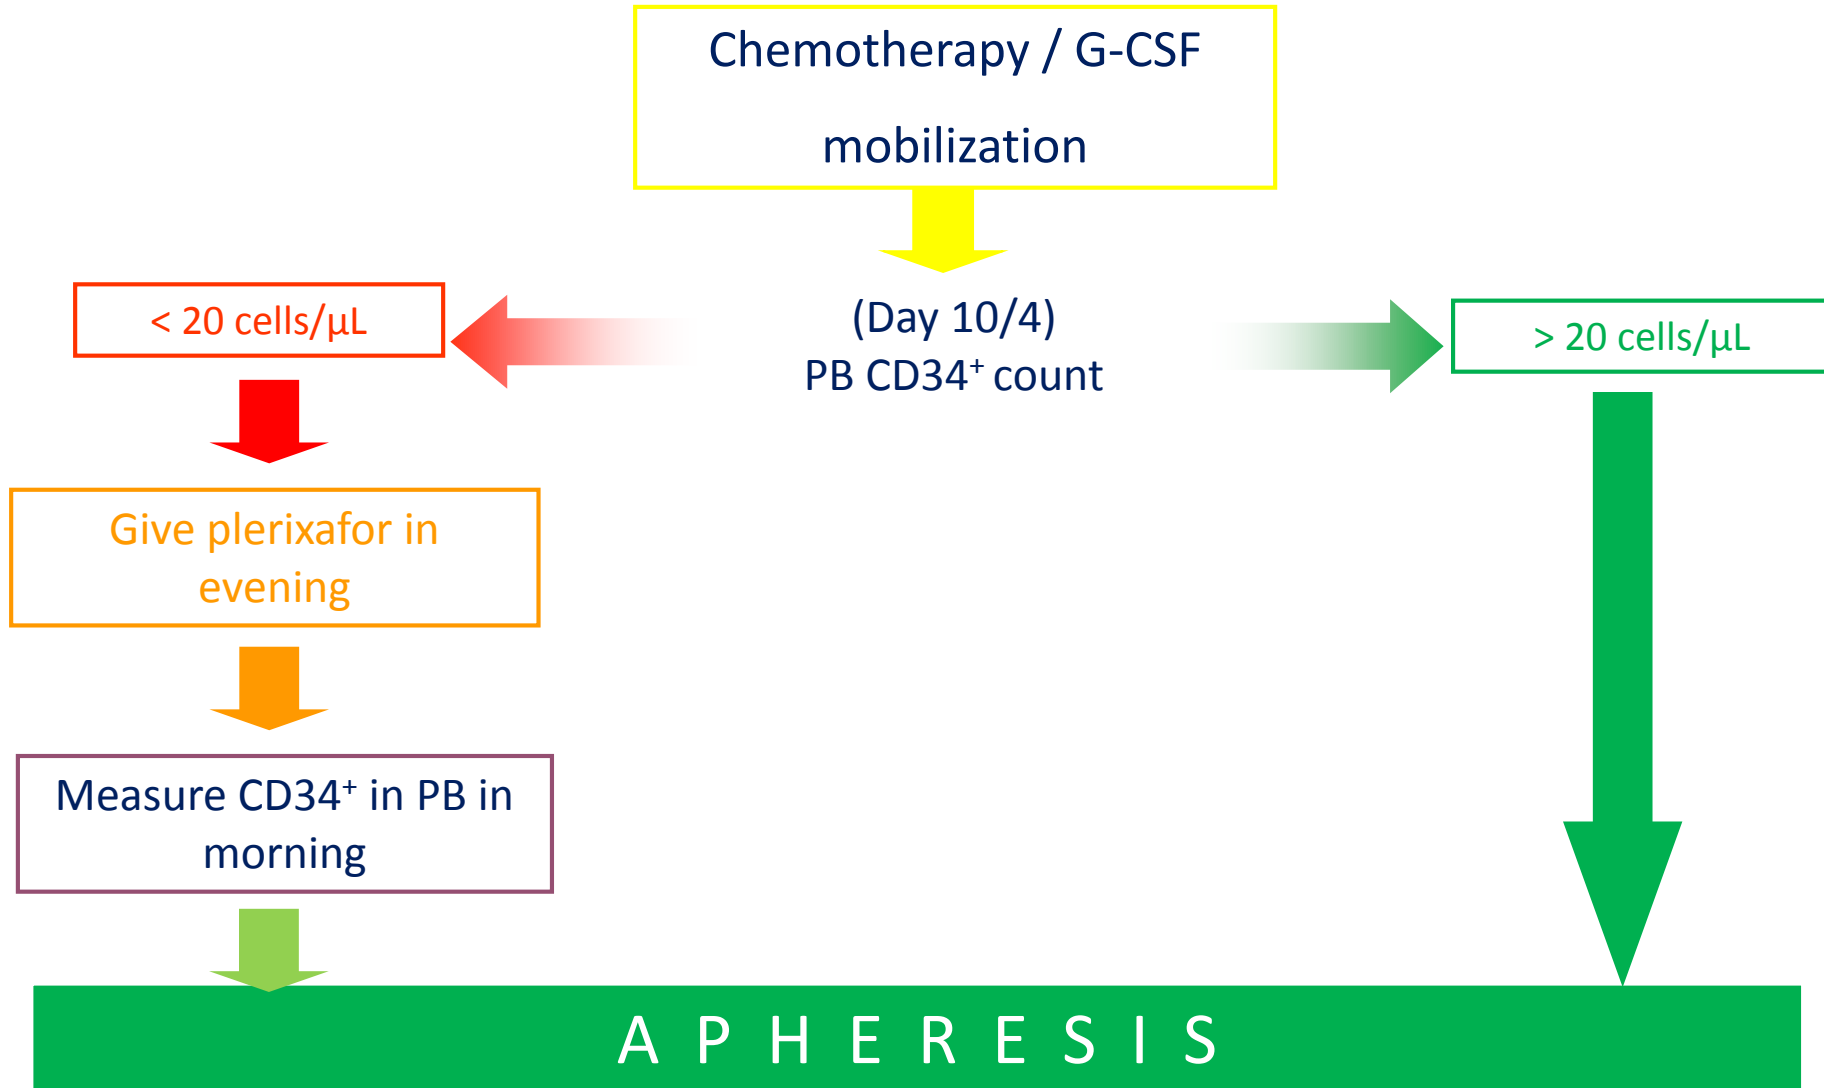 Chemotherapy / G-CSF
mobilization
(Day 10/4)
PB CD34⁺ count
< 20 cells/µL
> 20 cells/µL
Give plerixafor in
evening
Measure CD34⁺ in PB in
morning
A P H E R E S I S